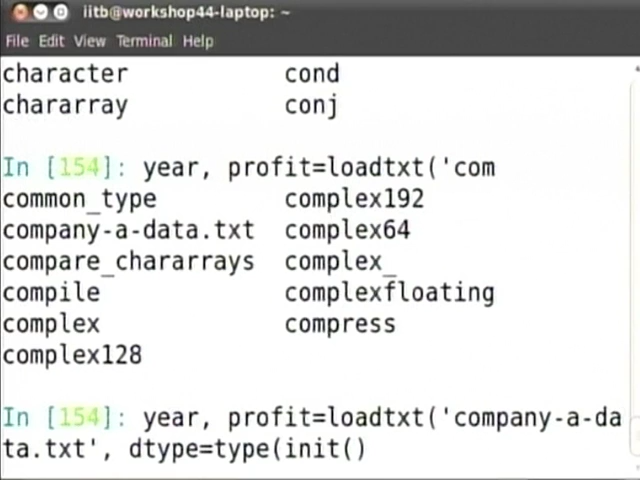 iitb@workshop44-laptop: ~
File Edit View Terminal Help
character cond
chararray conj
In [154]: year, profit=loadtxt('com
common_type complex192
company-a-data.txt complex64
compare_chararrays complex_
compile complexfloating
complex compress
complex128
In [154]: year, profit=loadtxt('company-a-da
ta.txt', dtype=type(init()